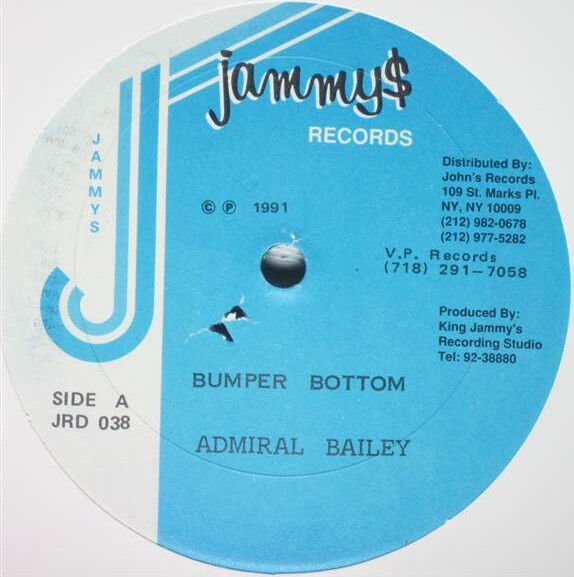 jammy$
RECORDS
JAMMYS
© ℗ 1991
Distributed By:
John's Records
109 St. Marks Pl.
NY, NY 10009
(212) 982-0678
(212) 977-5282
V.P. Records
(718) 291-7058
Produced By:
King Jammy's
Recording Studio
Tel: 92-38880
BUMPER BOTTOM
SIDE A
JRD 038
ADMIRAL BAILEY